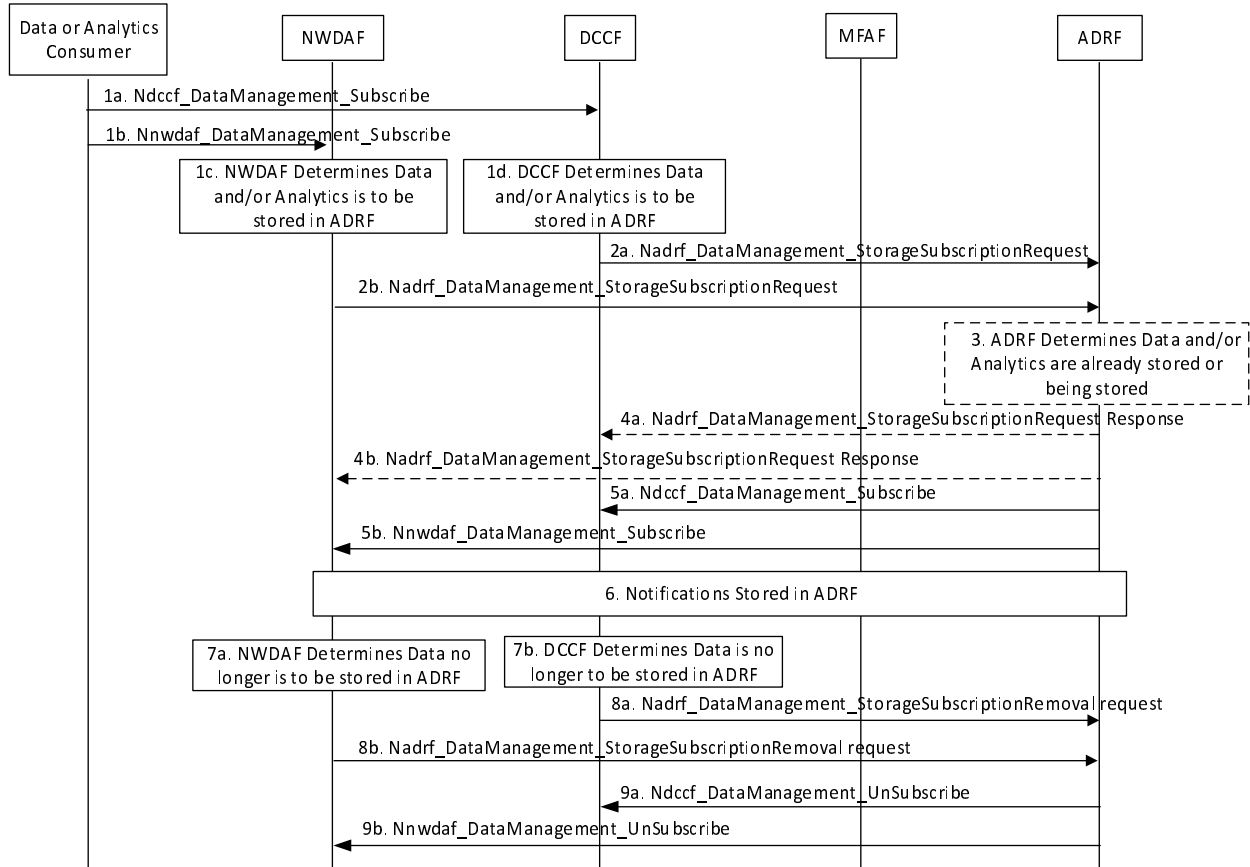 Data or Analytics
Consumer
NWDAF
DCCF
MFAF
ADRF
1a. Ndccf_DataManagement_Subscribe
1b. Nnwdaf_DataManagement_Subscribe
1c. NWDAF Determines Data
and/or Analytics is to be
stored in ADRF
1d. DCCF Determines Data
and/or Analytics is to be
stored in ADRF
2a. Nadrf_DataManagement_StorageSubscriptionRequest
2b. Nadrf_DataManagement_StorageSubscriptionRequest
3. ADRF Determines Data and/or
Analytics are already stored or
being stored
4a. Nadrf_DataManagement_StorageSubscriptionRequest Response
4b. Nadrf_DataManagement_StorageSubscriptionRequest Response
5a. Ndccf_DataManagement_Subscribe
5b. Nnwdaf_DataManagement_Subscribe
6. Notifications Stored in ADRF
7a. NWDAF Determines Data no
longer is to be stored in ADRF
7b. DCCF Determines Data is no
longer to be stored in ADRF
8a. Nadrf_DataManagement_StorageSubscriptionRemoval request
8b. Nadrf_DataManagement_StorageSubscriptionRemoval request
9a. Ndccf_DataManagement_UnSubscribe
9b. Nnwdaf_DataManagement_UnSubscribe